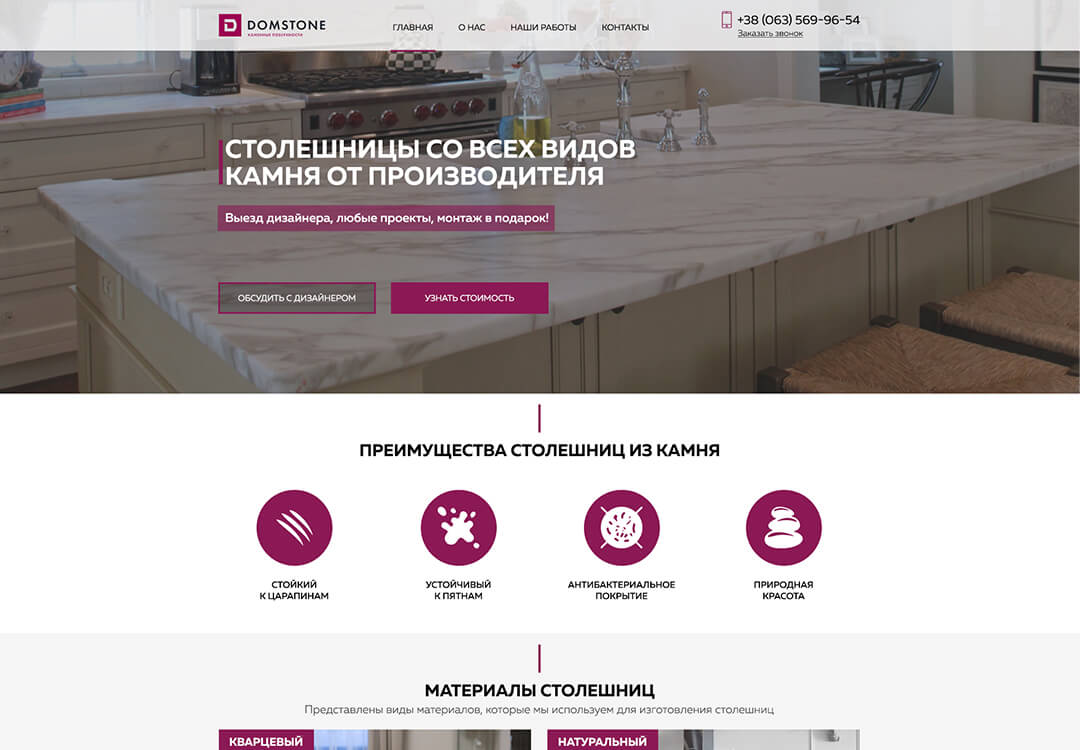 DOMSTONE
КАМЕННЫЕ ПОВЕРХНОСТИ
ГЛАВНАЯ
О НАС
НАШИ РАБОТЫ
КОНТАКТЫ
+38 (063) 569-96-54
Заказать звонок
СТОЛЕШНИЦЫ СО ВСЕХ ВИДОВ
КАМНЯ ОТ ПРОИЗВОДИТЕЛЯ
Выезд дизайнера, любые проекты, монтаж в подарок!
ОБСУДИТЬ С ДИЗАЙНЕРОМ
УЗНАТЬ СТОИМОСТЬ
ПРЕИМУЩЕСТВА СТОЛЕШНИЦ ИЗ КАМНЯ
СТОЙКИЙ
К ЦАРАПИНАМ
УСТОЙЧИВЫЙ
К ПЯТНАМ
АНТИБАКТЕРИАЛЬНОЕ
ПОКРЫТИЕ
ПРИРОДНАЯ
КРАСОТА
МАТЕРИАЛЫ СТОЛЕШНИЦ
Представлены виды материалов, которые мы используем для изготовления столешниц
КВАРЦЕВЫЙ
НАТУРАЛЬНЫЙ